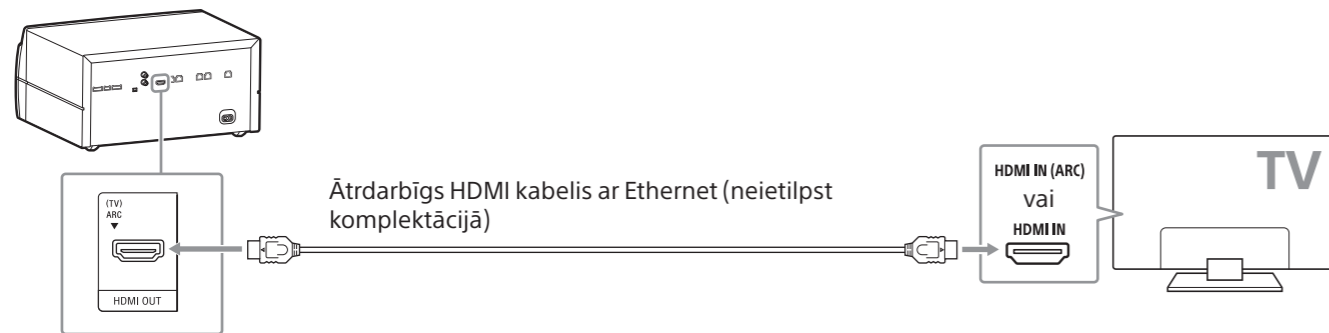 (TV)
ARC
HDMI OUT
Ātrdarbīgs HDMI kabelis ar Ethernet (neietilpst
komplektācijā)
HDMI IN (ARC)
vai
HDMI IN
TV